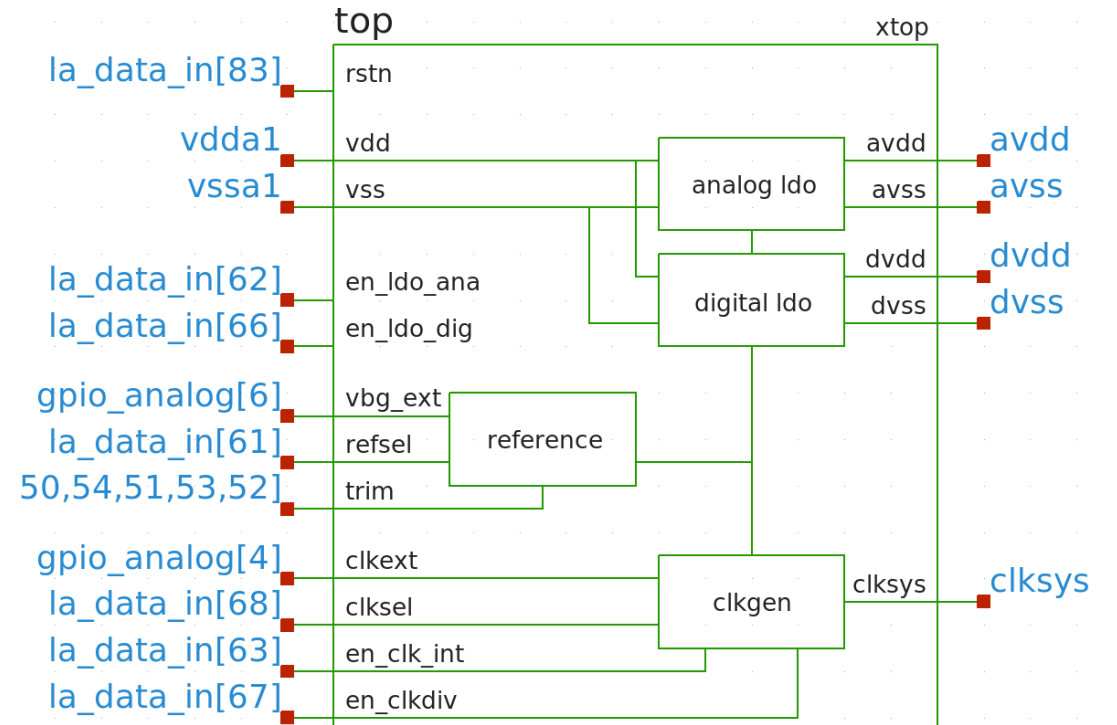 top
xtop
la_data_in[83]
rstn
vdda1
vdd
avdd
avdd
vssa1
vss
analog ldo
avss
avss
la_data_in[62]
en_ldo_ana
dvdd
dvdd
la_data_in[66]
en_ldo_dig
digital ldo
dvss
dvss
gpio_analog[6]
vbg_ext
la_data_in[61]
refsel
reference
50,54,51,53,52]
trim
gpio_analog[4]
clkext
la_data_in[68]
clksel
clkgen
clksys
clksys
la_data_in[63]
en_clk_int
la_data_in[67]
en_clkdiv